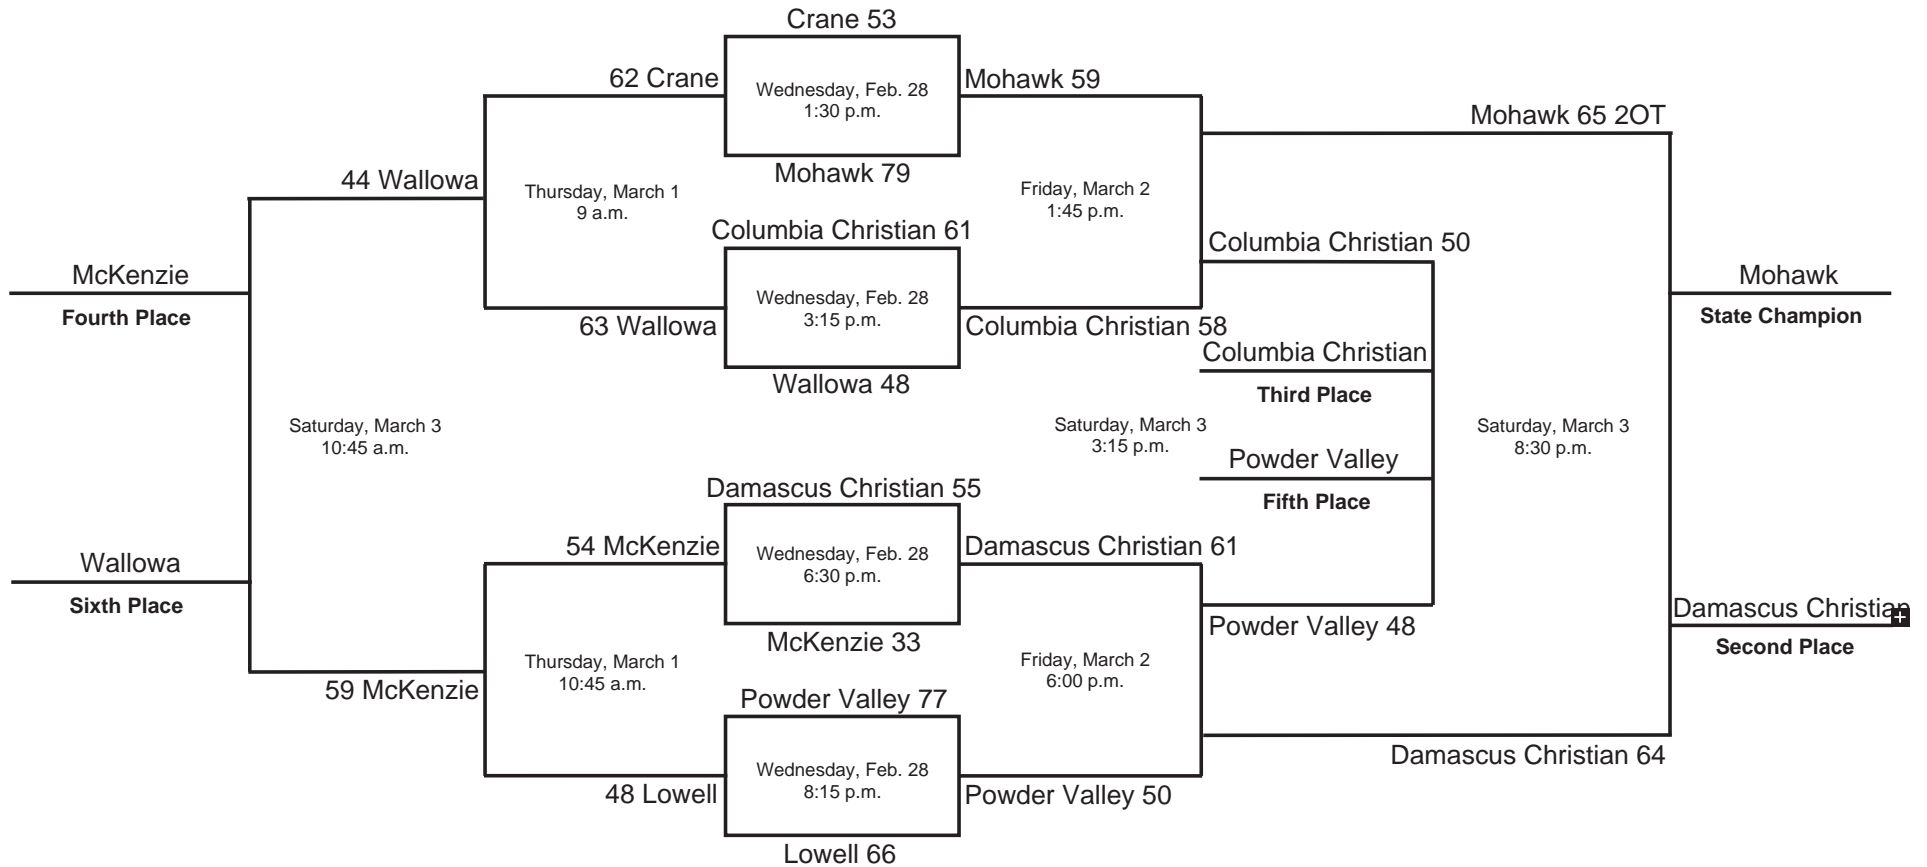 Crane 53
62 Crane
Wednesday, Feb. 28
1:30 p.m.
Mohawk 59
Mohawk 79
Mohawk 65 2OT
44 Wallowa
Thursday, March 1
9 a.m.
Friday, March 2
1:45 p.m.
Columbia Christian 61
Columbia Christian 50
McKenzie
Fourth Place
Wednesday, Feb. 28
3:15 p.m.
63 Wallowa
Columbia Christian 58
Wallowa 48
Columbia Christian
Third Place
Mohawk
State Champion
Saturday, March 3
10:45 a.m.
Saturday, March 3
3:15 p.m.
Saturday, March 3
8:30 p.m.
Powder Valley
Fifth Place
Damascus Christian 55
54 McKenzie
Wednesday, Feb. 28
6:30 p.m.
Damascus Christian 61
Wallowa
Sixth Place
McKenzie 33
Powder Valley 48
Damascus Christian
Second Place
Thursday, March 1
10:45 a.m.
Friday, March 2
6:00 p.m.
59 McKenzie
Powder Valley 77
Damascus Christian 64
Wednesday, Feb. 28
8:15 p.m.
48 Lowell
Powder Valley 50
Lowell 66